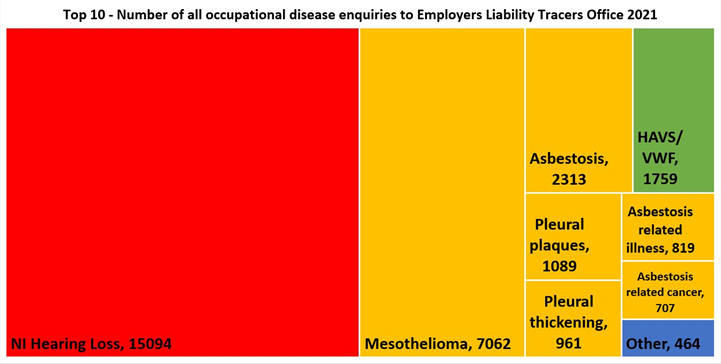 Top 10 - Number of all occupational disease enquiries to Employers Liability Tracers Office 2021
NI Hearing Loss, 15094
Mesothelioma, 7062
Asbestosis,
2313
HAVS/
VWF,
1759
Pleural
plaques,
1089
Pleural
thickening,
961
Asbestosis
related
illness, 819
Asbestosis
related cancer,
707
Other, 464